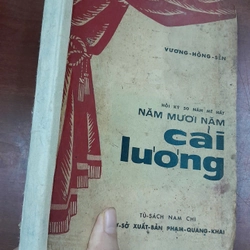 VƯƠNG-HỒNG-SỂN
HỒI KÝ 50 NĂM MÊ HÁT
NĂM MƯƠI NĂM
cải
lương
TỦ-SÁCH NAM CHI
SỞ XUẤT-BẢN PHẠM-QUANG-KHAI